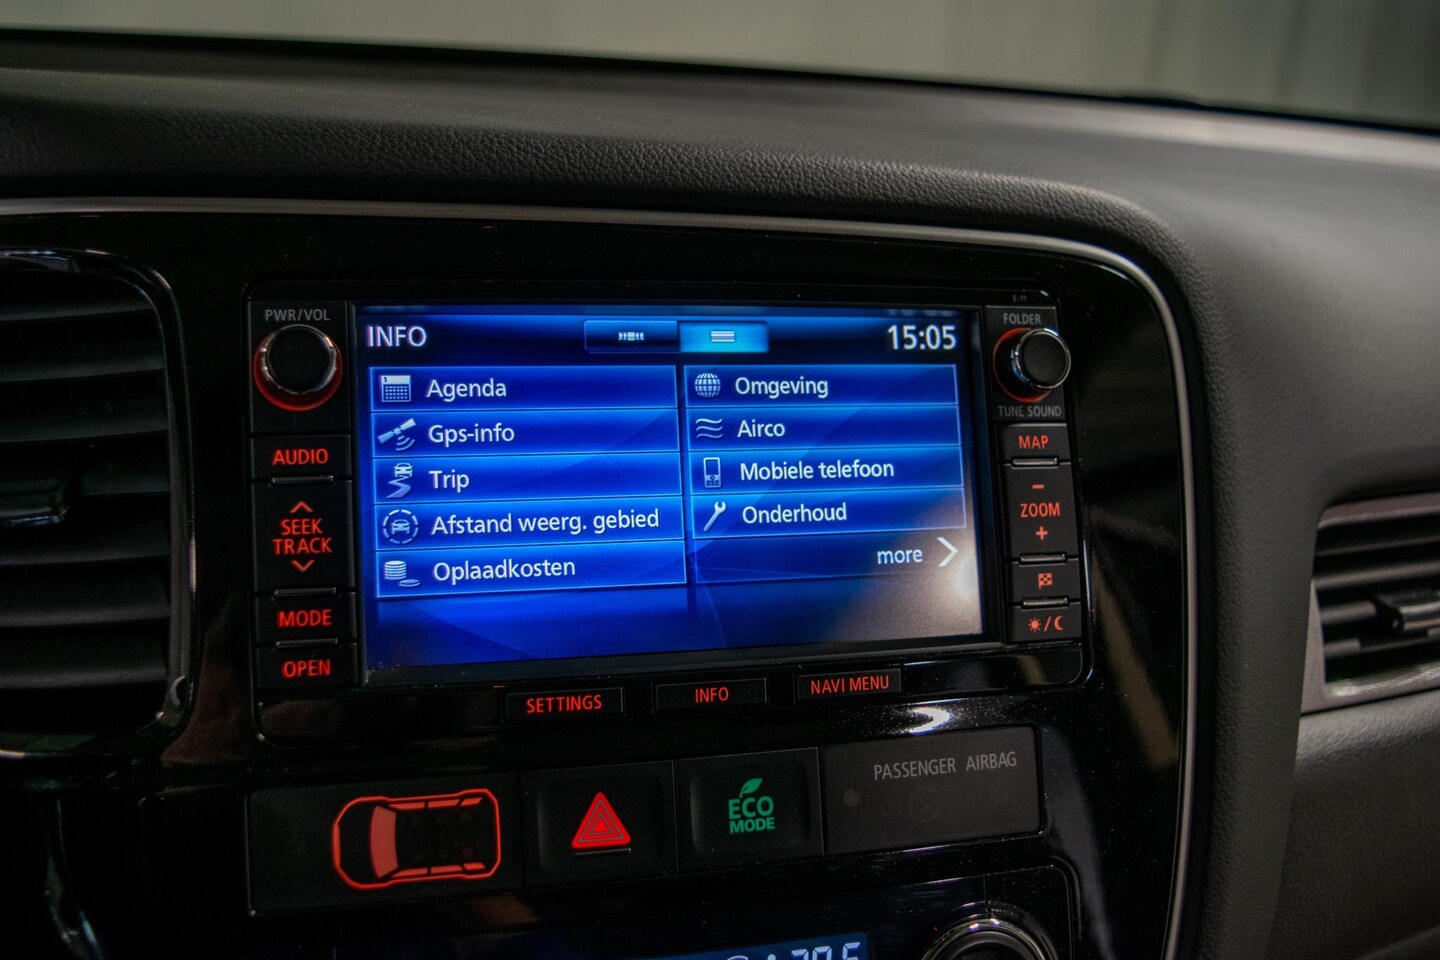 E-11
PWR/VOL
FOLDER
INFO
15:05
TUNE SOUND
Agenda
Gps-info
Trip
Afstand weerg. gebied
Oplaadkosten
Omgeving
Airco
Mobiele telefoon
Onderhoud
more
AUDIO
SEEK
TRACK
MODE
OPEN
MAP
ZOOM
SETTINGS
INFO
NAVI MENU
ECO
MODE
PASSENGER AIRBAG